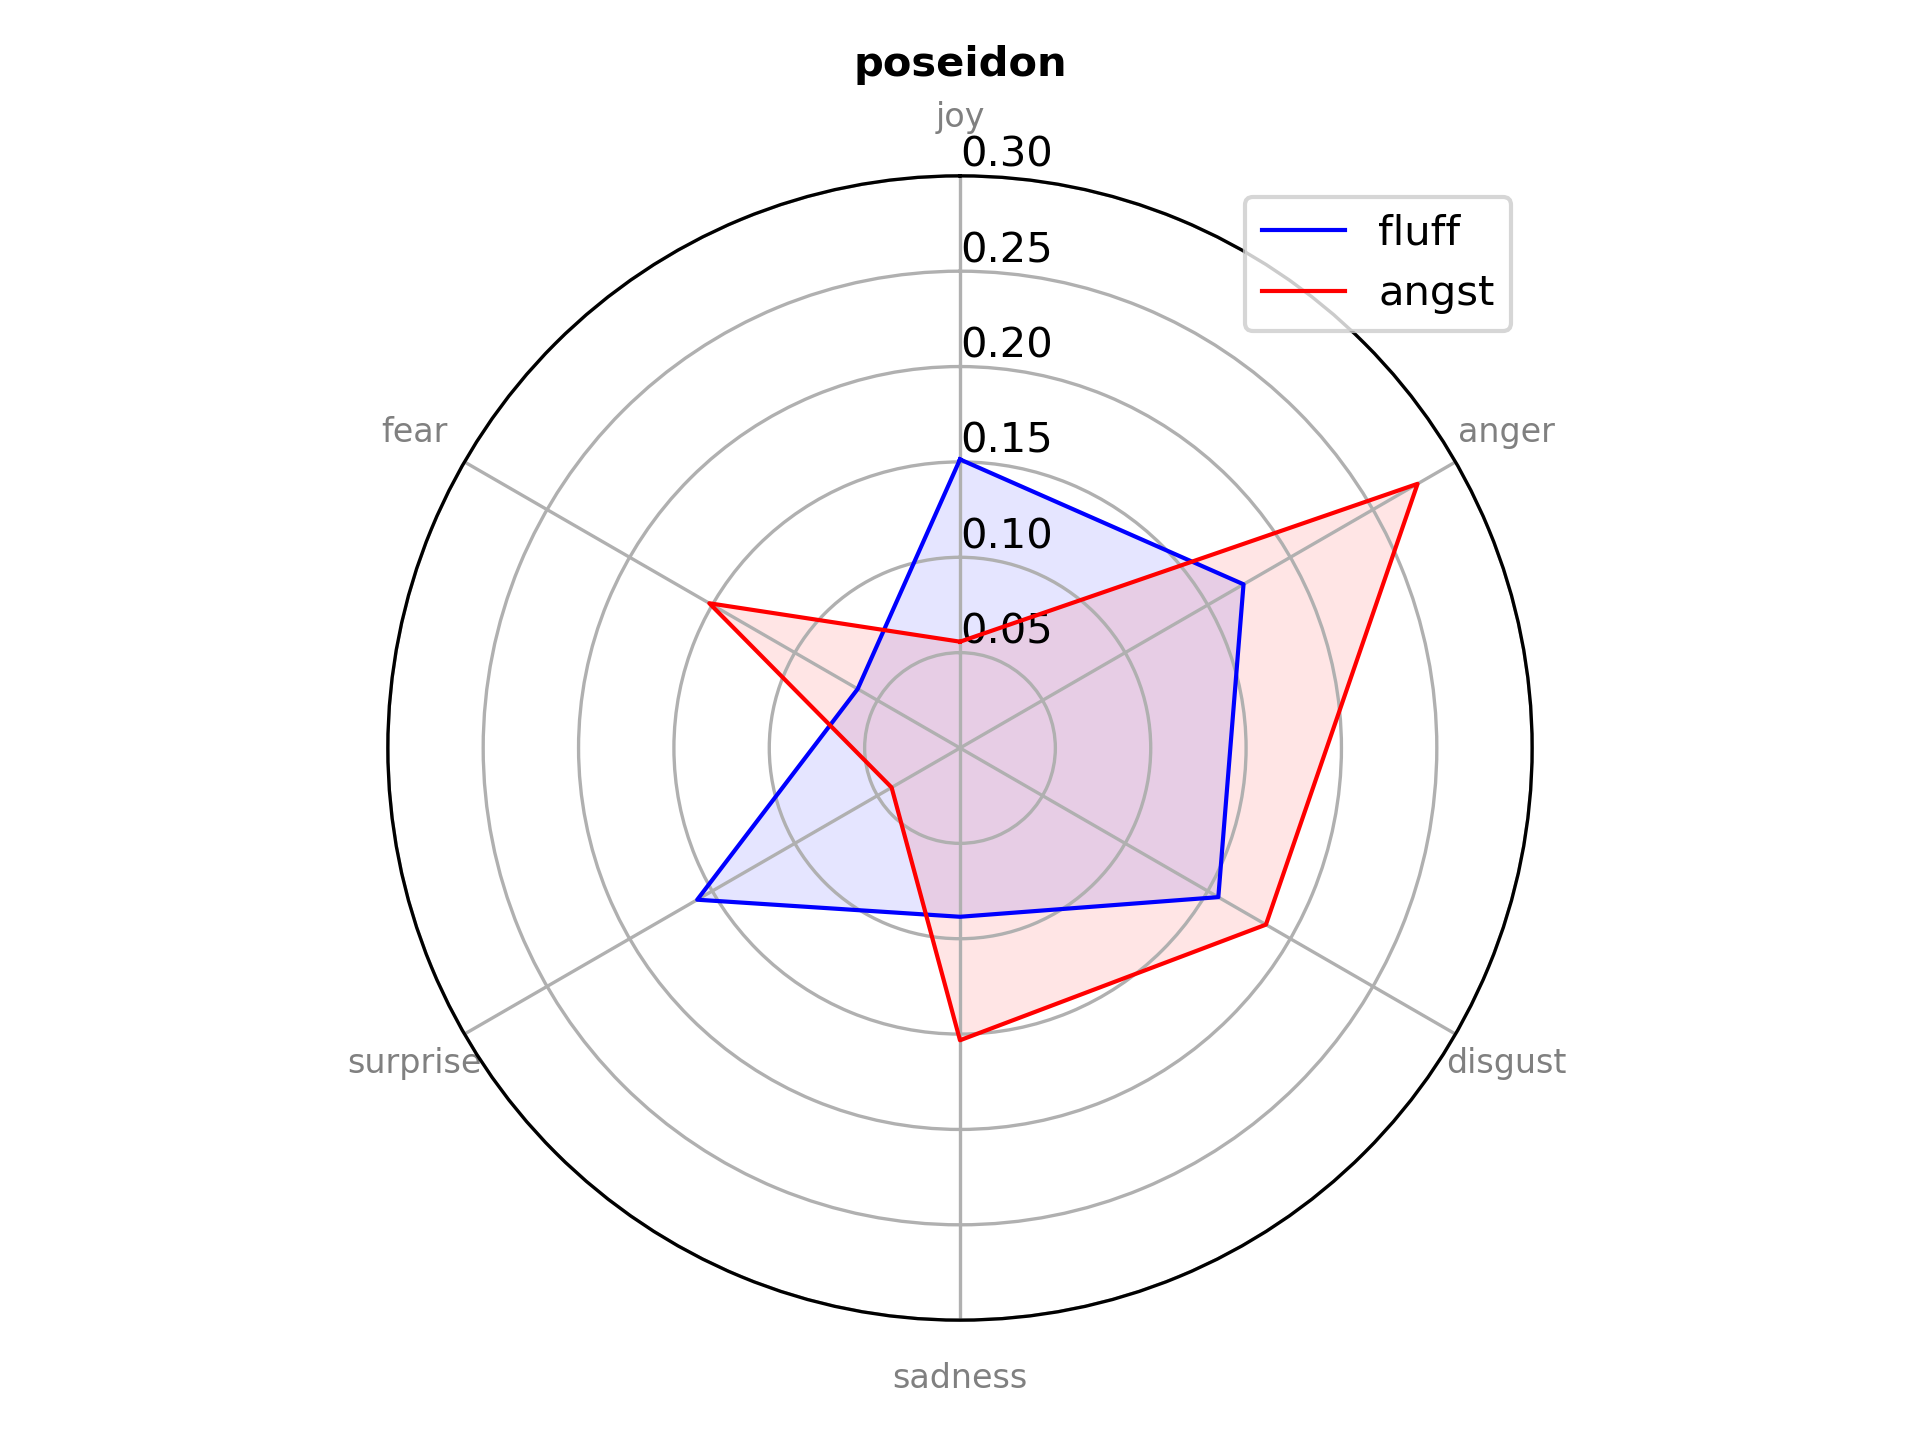 poseidon
joy
0.30
0.25
0.20
0.15
0.10
0.05
fluff
angst
fear
anger
surprise
disgust
sadness